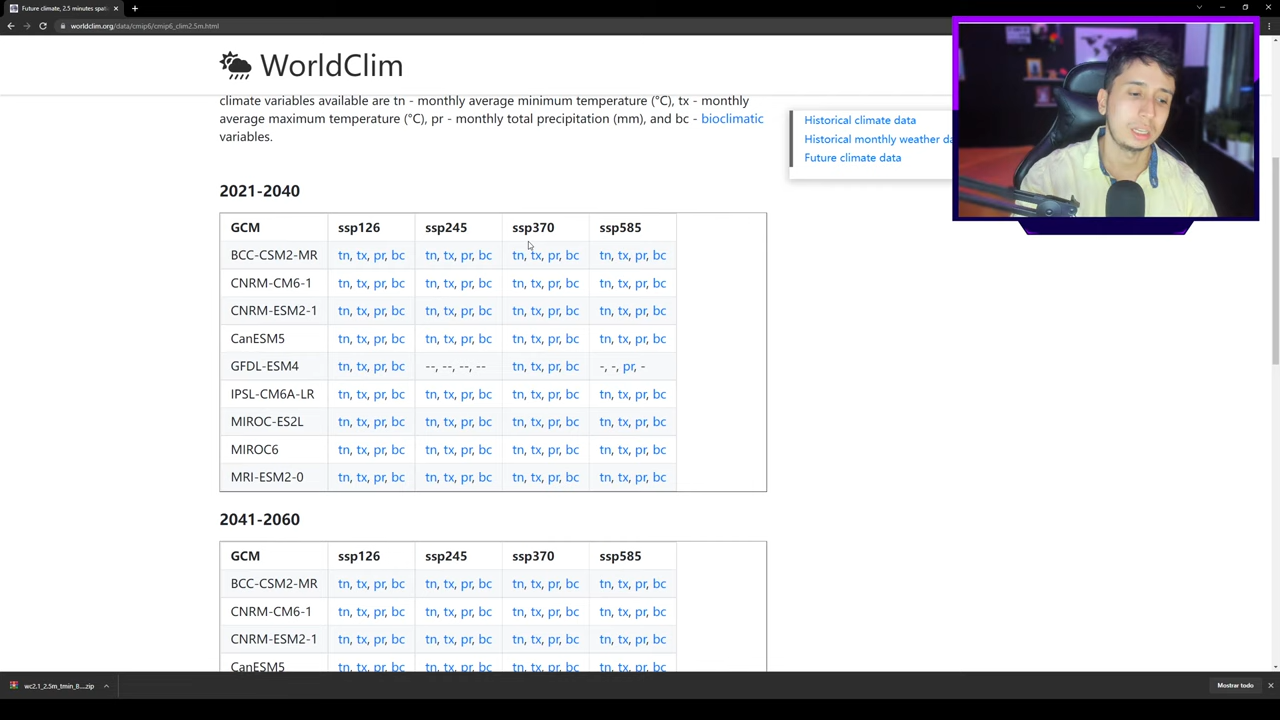 Future climate, 2.5 minutes spati
worldclim.org/data/cmip6/cmip6_clim2.5m.html
WorldClim
climate variables available are tn - monthly average minimum temperature (°C), tx - monthly
average maximum temperature (°C), pr - monthly total precipitation (mm), and bc - bioclimatic
variables.
Historical climate data
Historical monthly weather da
Future climate data
2021-2040
GCM ssp126 ssp245 ssp370 ssp585
BCC-CSM2-MR tn, tx, pr, bc tn, tx, pr, bc tn, tx, pr, bc tn, tx, pr, bc
CNRM-CM6-1 tn, tx, pr, bc tn, tx, pr, bc tn, tx, pr, bc tn, tx, pr, bc
CNRM-ESM2-1 tn, tx, pr, bc tn, tx, pr, bc tn, tx, pr, bc tn, tx, pr, bc
CanESM5 tn, tx, pr, bc tn, tx, pr, bc tn, tx, pr, bc tn, tx, pr, bc
GFDL-ESM4 tn, tx, pr, bc --, --, --, -- tn, tx, pr, bc -, -, pr, -
IPSL-CM6A-LR tn, tx, pr, bc tn, tx, pr, bc tn, tx, pr, bc tn, tx, pr, bc
MIROC-ES2L tn, tx, pr, bc tn, tx, pr, bc tn, tx, pr, bc tn, tx, pr, bc
MIROC6 tn, tx, pr, bc tn, tx, pr, bc tn, tx, pr, bc tn, tx, pr, bc
MRI-ESM2-0 tn, tx, pr, bc tn, tx, pr, bc tn, tx, pr, bc tn, tx, pr, bc
2041-2060
GCM ssp126 ssp245 ssp370 ssp585
BCC-CSM2-MR tn, tx, pr, bc tn, tx, pr, bc tn, tx, pr, bc tn, tx, pr, bc
CNRM-CM6-1 tn, tx, pr, bc tn, tx, pr, bc tn, tx, pr, bc tn, tx, pr, bc
CNRM-ESM2-1 tn, tx, pr, bc tn, tx, pr, bc tn, tx, pr, bc tn, tx, pr, bc
CanESM5 tn, tx, pr, bc tn, tx, pr, bc tn, tx, pr, bc tn, tx, pr, bc
wc2.1_2.5m_tmin_B....zip
Mostrar todo